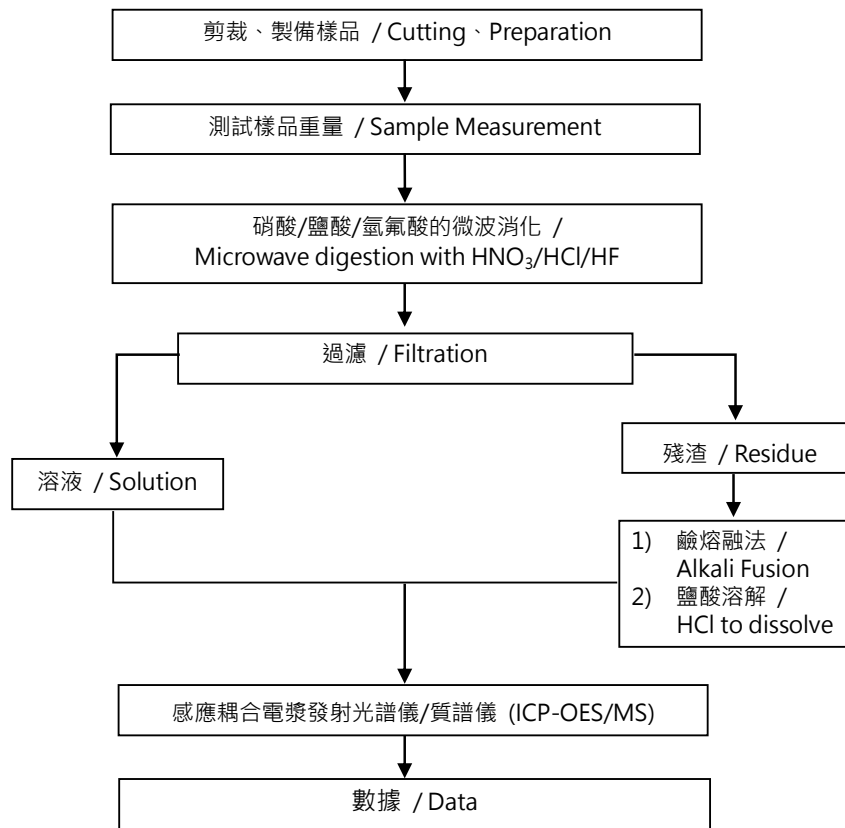 剪裁、製備樣品 / Cutting、Preparation
測試樣品重量 / Sample Measurement
硝酸/鹽酸/氫氟酸的微波消化 /
Microwave digestion with HNO₃/HCl/HF
過濾 / Filtration
溶液 / Solution
殘渣 / Residue
1) 鹼熔融法 /
Alkali Fusion
2) 鹽酸溶解 /
HCl to dissolve
感應耦合電漿發射光譜儀/質譜儀 (ICP-OES/MS)
數據 / Data